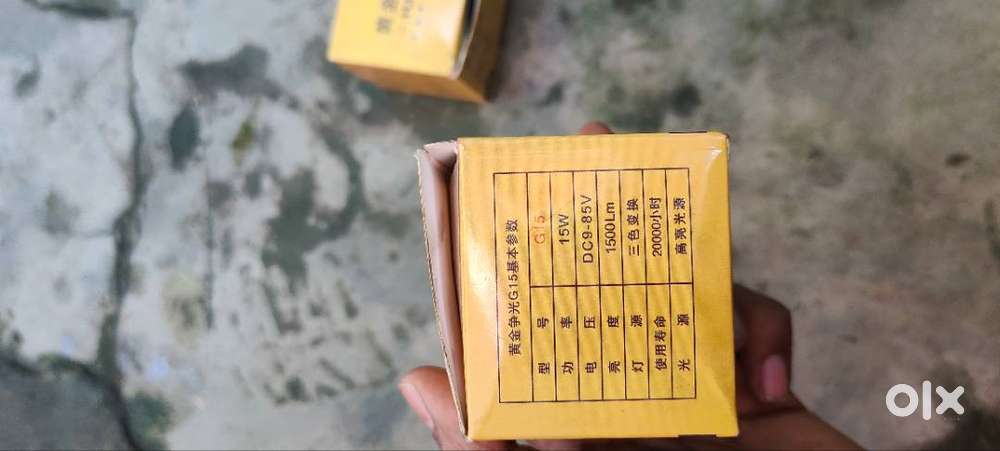 黄金争光G15基本参数
型号 G15
功率 15W
电压 DC9-85V
亮度 1500Lm
灯源 三色变换
使用寿命 20000小时
光源 高亮光源
黄金
olx